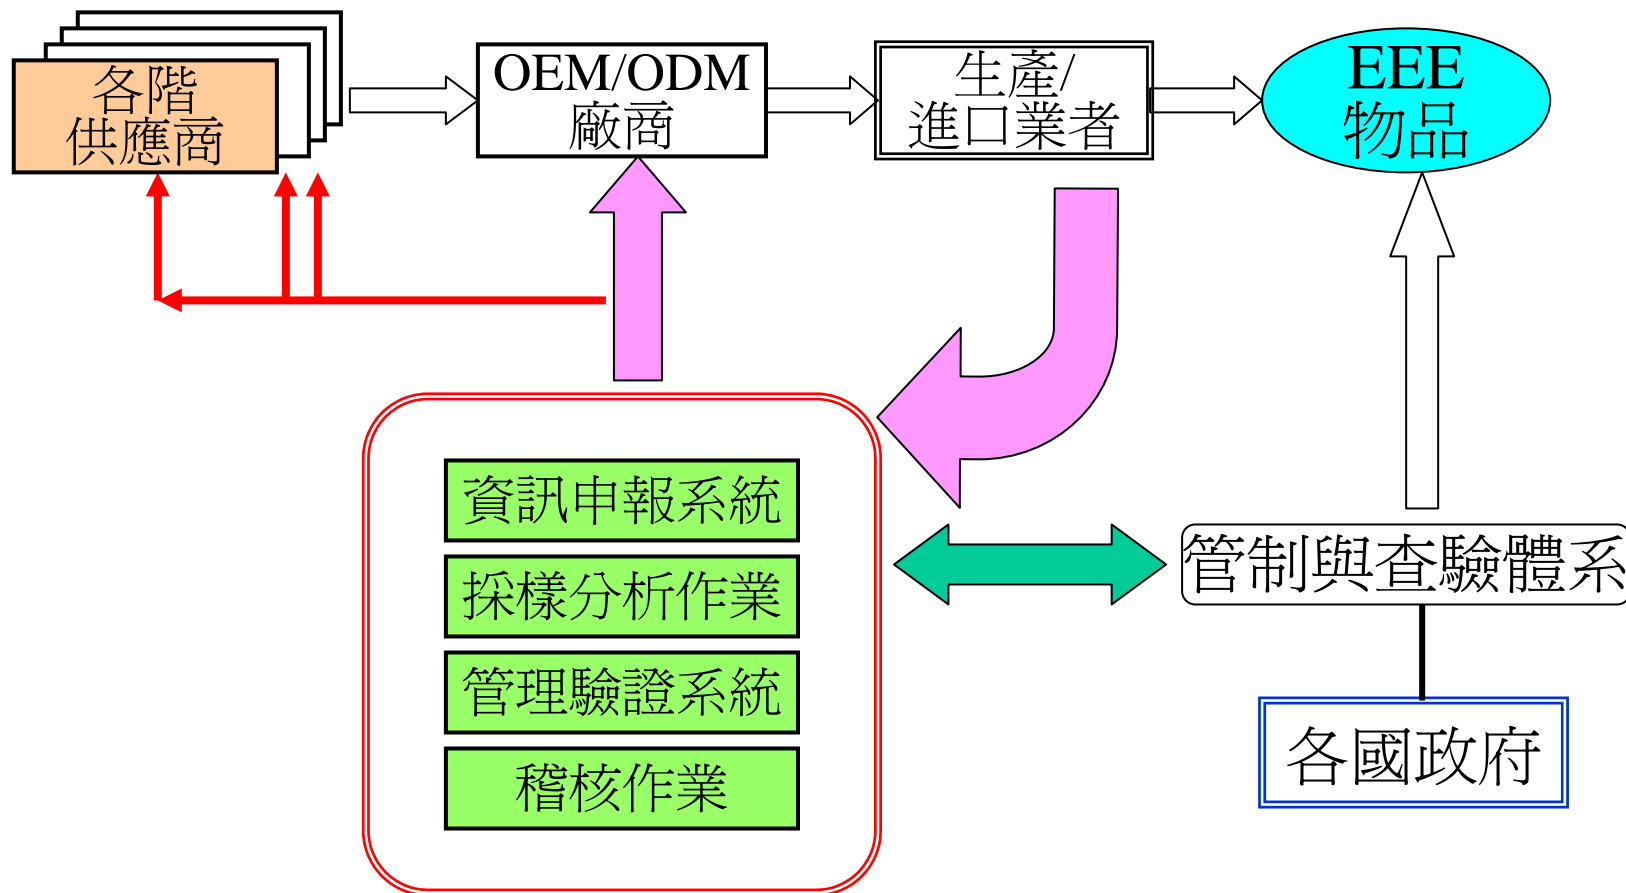 各階
供應商
OEM/ODM
廠商
生產/
進口業者
EEE
物品
資訊申報系統
採樣分析作業
管理驗證系統
稽核作業
管制與查驗體系
各國政府